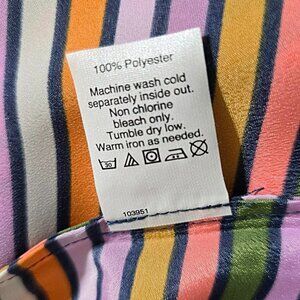 100% Polyester
Machine wash cold
separately inside out.
Non chlorine
bleach only.
Tumble dry low.
Warm iron as needed.
30
103951